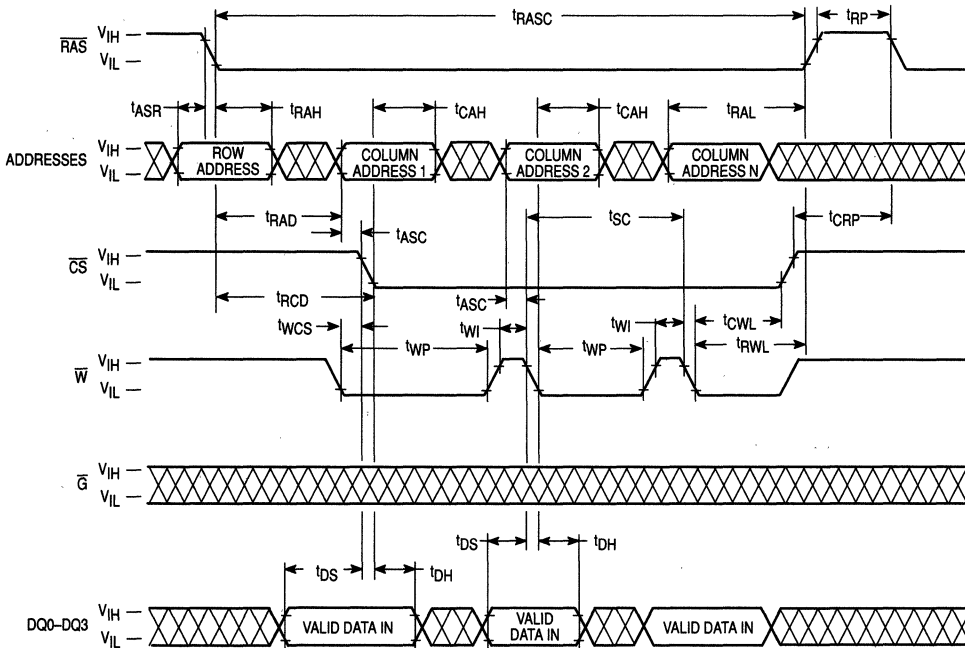 tRASC
tRP
RAS
VIH
VIL
tASR
tRAH
tCAH
tCAH
tRAL
ADDRESSES
VIH
VIL
ROW ADDRESS
COLUMN ADDRESS 1
COLUMN ADDRESS 2
COLUMN ADDRESS N
tRAD
tASC
tSC
tCRP
CS
VIH
VIL
tRCD
tASC
tWCS
tWP
tWI
tWP
tWI
tCWL
tRWL
W
VIH
VIL
G
VIH
VIL
tDS
tDH
tDS
tDH
DQ0–DQ3
VIH
VIL
VALID DATA IN
VALID DATA IN
VALID DATA IN